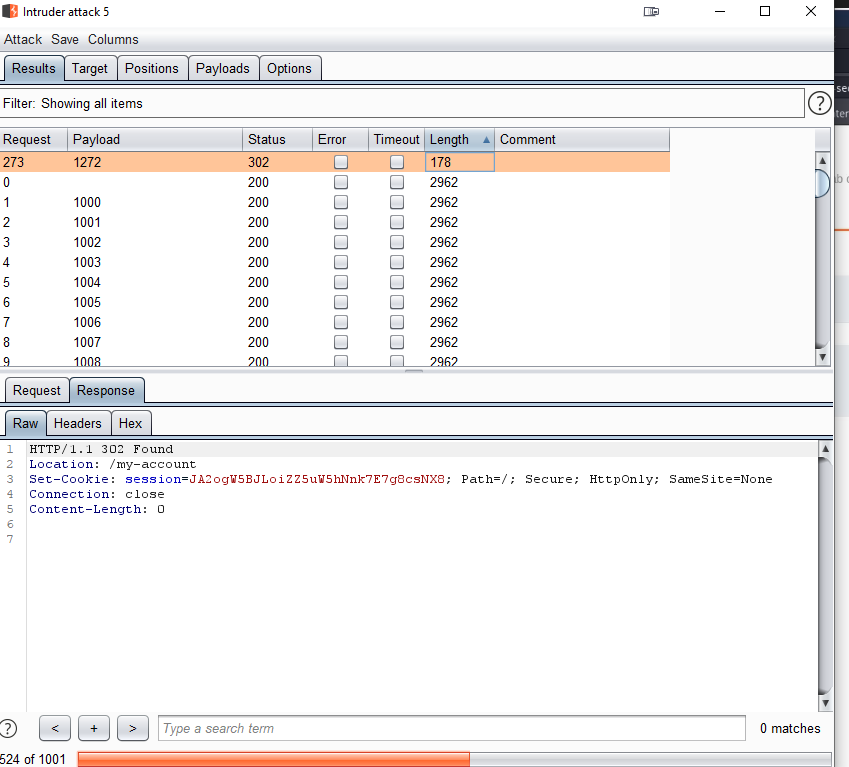 Intruder attack 5
Attack Save Columns
Results Target Positions Payloads Options
Filter: Showing all items
?
Request Payload Status Error Timeout Length Comment
273 1272 302 178
0 200 2962
1 1000 200 2962
2 1001 200 2962
3 1002 200 2962
4 1003 200 2962
5 1004 200 2962
6 1005 200 2962
7 1006 200 2962
8 1007 200 2962
9 1008 200 2962
Request Response
Raw Headers Hex
1 HTTP/1.1 302 Found
2 Location: /my-account
3 Set-Cookie: session=JA2ogW5BJLoiZZ5uW5hNnk7E7g8csNX8; Path=/; Secure; HttpOnly; SameSite=None
4 Connection: close
5 Content-Length: 0
6
7
? < + > Type a search term 0 matches
524 of 1001